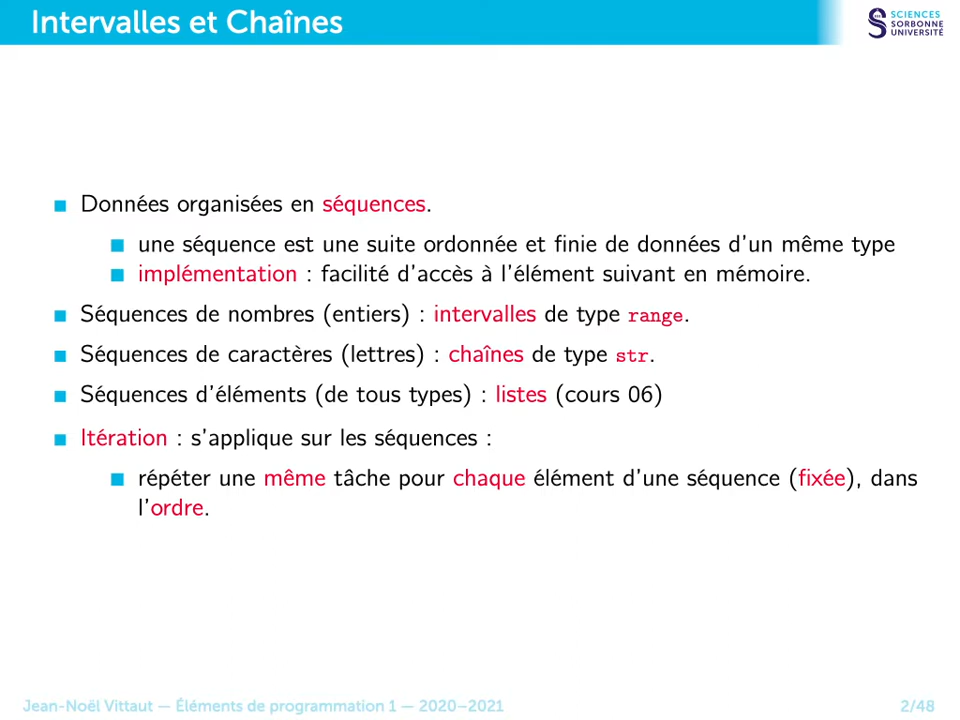 Intervalles et Chaînes
SCIENCES
SORBONNE
UNIVERSITÉ
Données organisées en séquences.
une séquence est une suite ordonnée et finie de données d'un même type
implémentation : facilité d'accès à l'élément suivant en mémoire.
Séquences de nombres (entiers) : intervalles de type range.
Séquences de caractères (lettres) : chaînes de type str.
Séquences d'éléments (de tous types) : listes (cours 06)
Itération : s'applique sur les séquences :
répéter une même tâche pour chaque élément d'une séquence (fixée), dans
l'ordre.
Jean-Noël Vittaut — Éléments de programmation 1 — 2020–2021
2/48